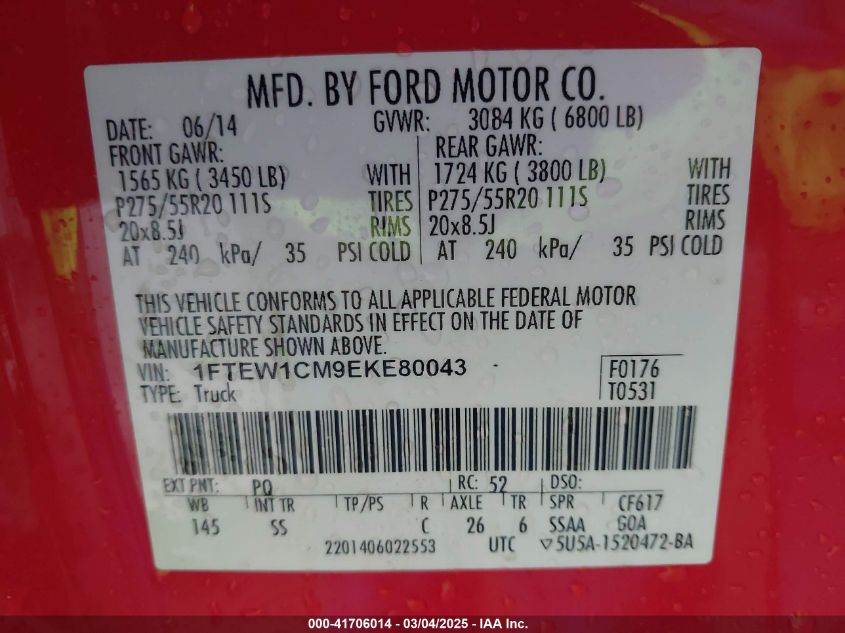 MFD. BY FORD MOTOR CO.
DATE: 06/14 GVWR: 3084 KG ( 6800 LB)
FRONT GAWR: REAR GAWR:
1565 KG ( 3450 LB) WITH 1724 KG ( 3800 LB) WITH
P275/55R20 111S TIRES P275/55R20 111S TIRES
20x8.5J RIMS 20x8.5J RIMS
AT 240 kPa/ 35 PSI COLD AT 240 kPa/ 35 PSI COLD
THIS VEHICLE CONFORMS TO ALL APPLICABLE FEDERAL MOTOR
VEHICLE SAFETY STANDARDS IN EFFECT ON THE DATE OF
MANUFACTURE SHOWN ABOVE.
VIN: 1FTEW1CM9EKE80043 F0176
TYPE: Truck T0531
EXT PNT: PQ RC: 52 DSO:
WB INT TR TP/PS R AXLE TR SPR CF617
145 SS C 26 6 SSAA GOA
2201406022553 UTC ▽5U5A-1520472-BA
000-41706014 - 03/04/2025 - IAA Inc.